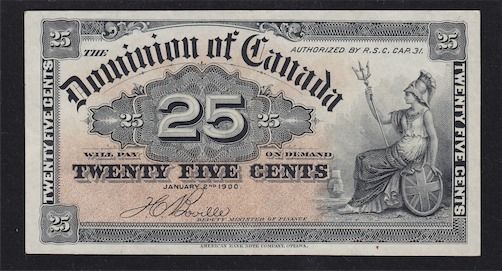 25
25
THE
Dominion of Canada
AUTHORIZED BY R.S.C. CAP. 31.
TWENTY FIVE CENTS
25 25 25
TWENTY FIVE CENTS
WILL PAY ON DEMAND
TWENTY FIVE CENTS
JANUARY 2ND 1900
DEPUTY MINISTER OF FINANCE
25
25
AMERICAN BANK NOTE COMPANY, OTTAWA.